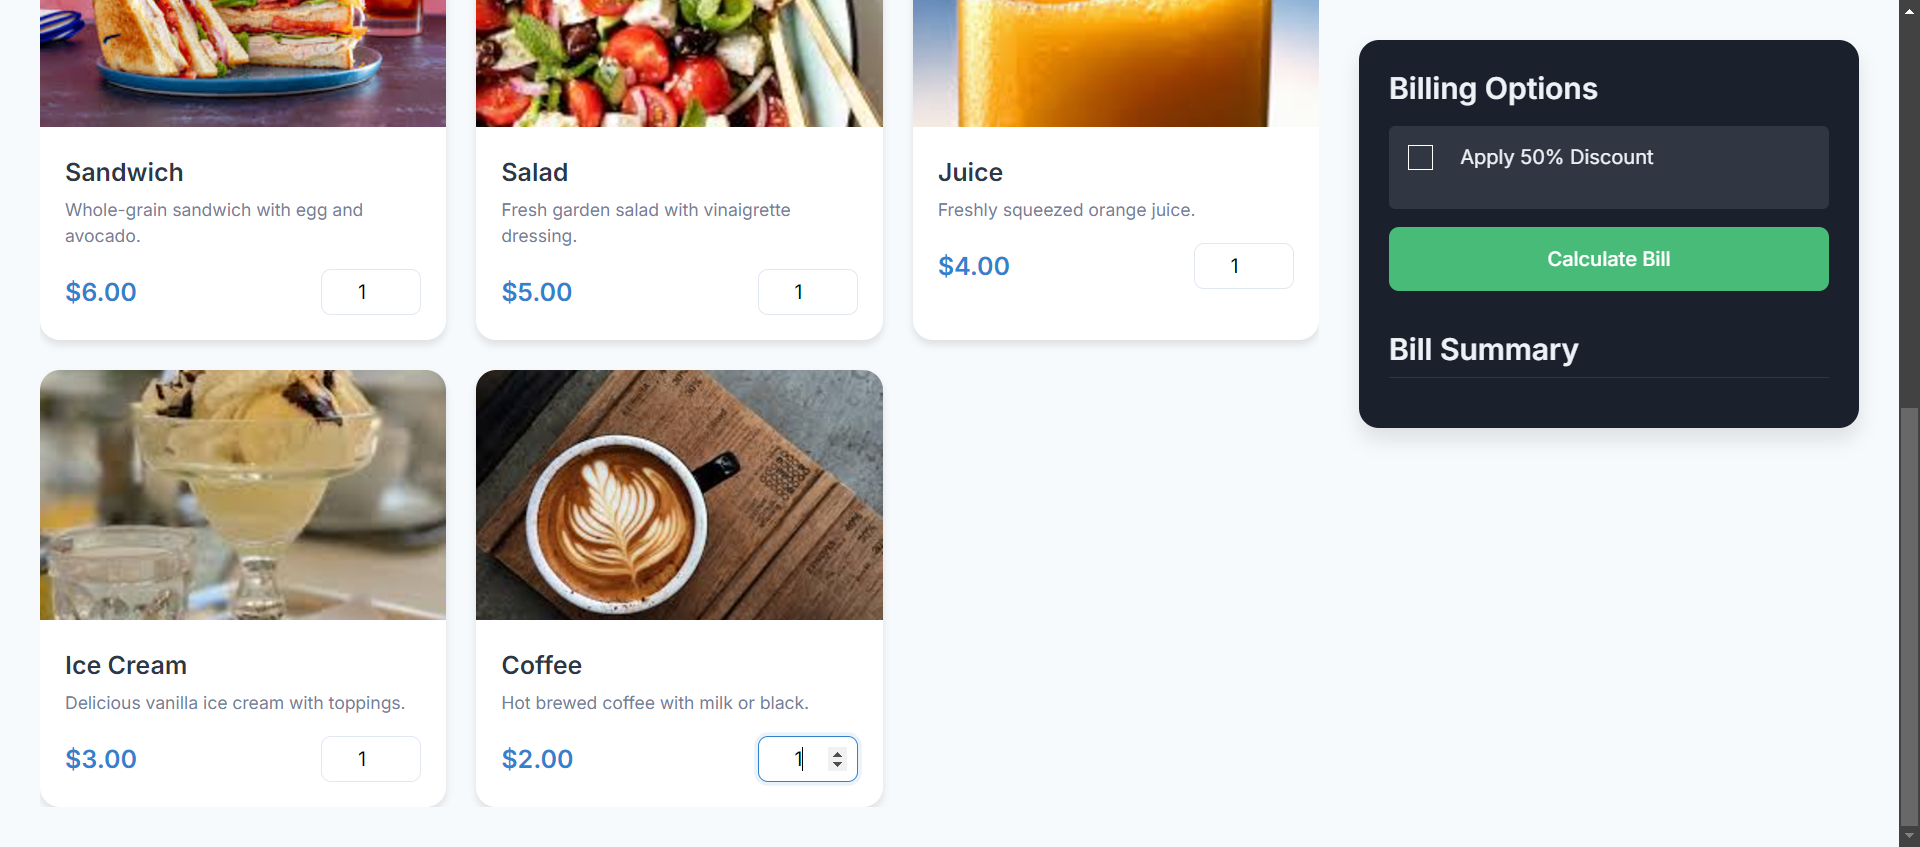 Sandwich
Whole-grain sandwich with egg and
avocado.
$6.00
1
Salad
Fresh garden salad with vinaigrette
dressing.
$5.00
1
Juice
Freshly squeezed orange juice.
$4.00
1
Ice Cream
Delicious vanilla ice cream with toppings.
$3.00
1
Coffee
Hot brewed coffee with milk or black.
$2.00
1
Billing Options
Apply 50% Discount
Calculate Bill
Bill Summary